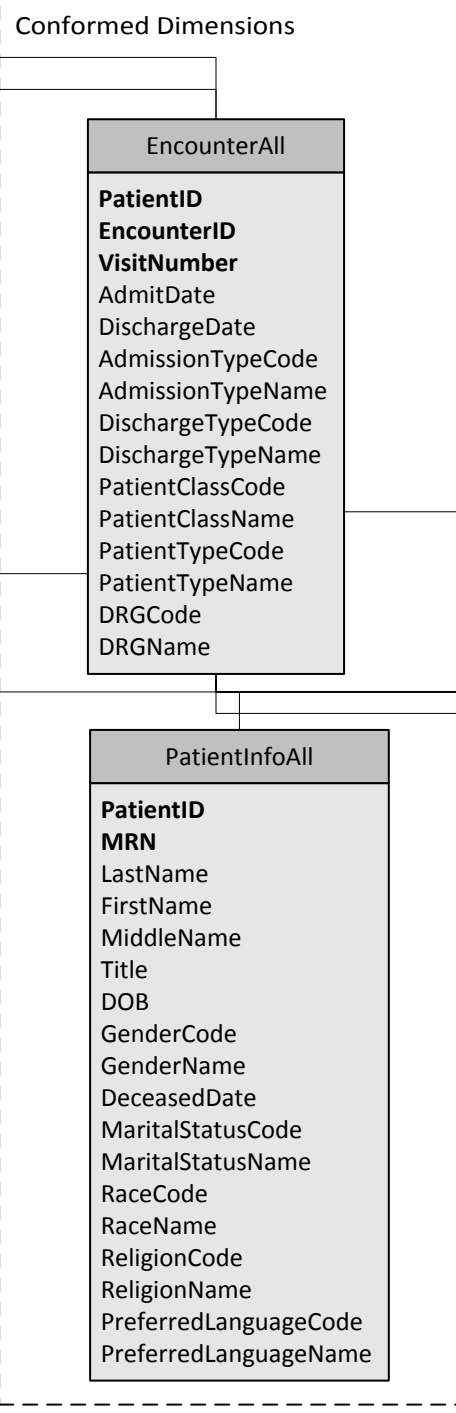 Conformed Dimensions
EncounterAll
PatientID
EncounterID
VisitNumber
AdmitDate
DischargeDate
AdmissionTypeCode
AdmissionTypeName
DischargeTypeCode
DischargeTypeName
PatientClassCode
PatientClassName
PatientTypeCode
PatientTypeName
DRGCode
DRGName
PatientInfoAll
PatientID
MRN
LastName
FirstName
MiddleName
Title
DOB
GenderCode
GenderName
DeceasedDate
MaritalStatusCode
MaritalStatusName
RaceCode
RaceName
ReligionCode
ReligionName
PreferredLanguageCode
PreferredLanguageName